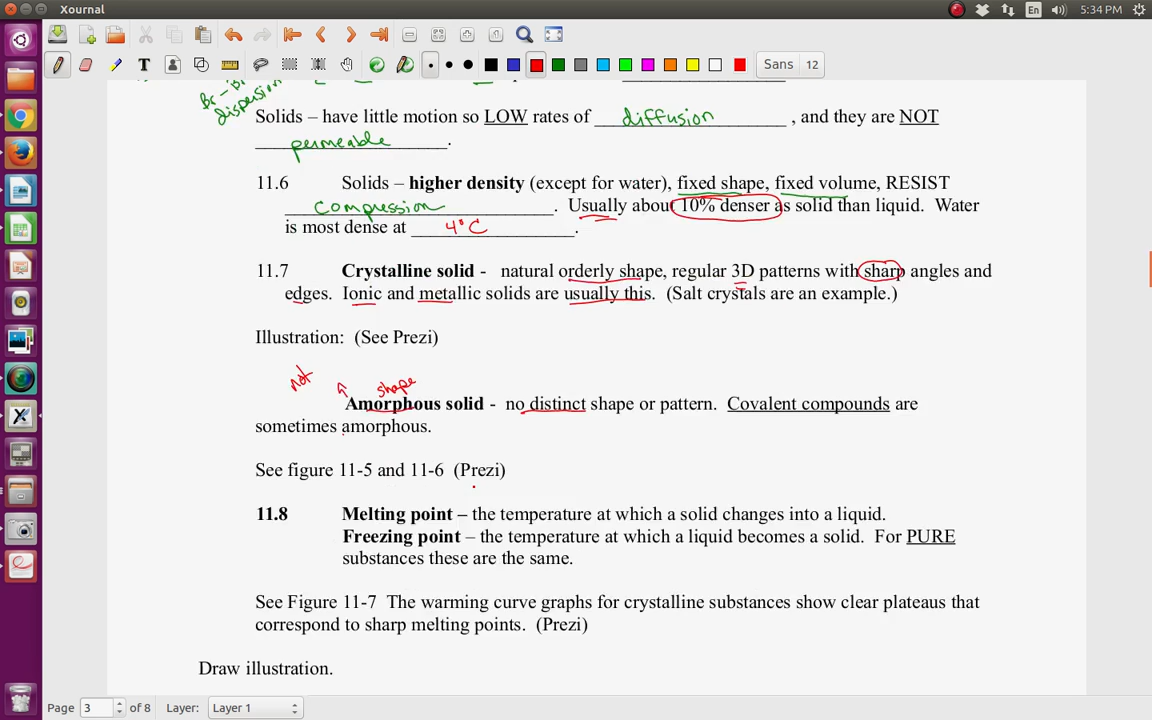 Xournal
En
5:34 PM
Sans 12
Br - Br
dispersion
Solids – have little motion so LOW rates of diffusion , and they are NOT
permeable.
11.6 Solids – higher density (except for water), fixed shape, fixed volume, RESIST
compression. Usually about 10% denser as solid than liquid. Water
is most dense at 4°C.
11.7 Crystalline solid - natural orderly shape, regular 3D patterns with sharp angles and
edges. Ionic and metallic solids are usually this. (Salt crystals are an example.)
Illustration: (See Prezi)
not shape
Amorphous solid - no distinct shape or pattern. Covalent compounds are
sometimes amorphous.
See figure 11-5 and 11-6 (Prezi)
11.8 Melting point – the temperature at which a solid changes into a liquid.
Freezing point – the temperature at which a liquid becomes a solid. For PURE
substances these are the same.
See Figure 11-7 The warming curve graphs for crystalline substances show clear plateaus that
correspond to sharp melting points. (Prezi)
Draw illustration.
Page 3 of 8 Layer: Layer 1